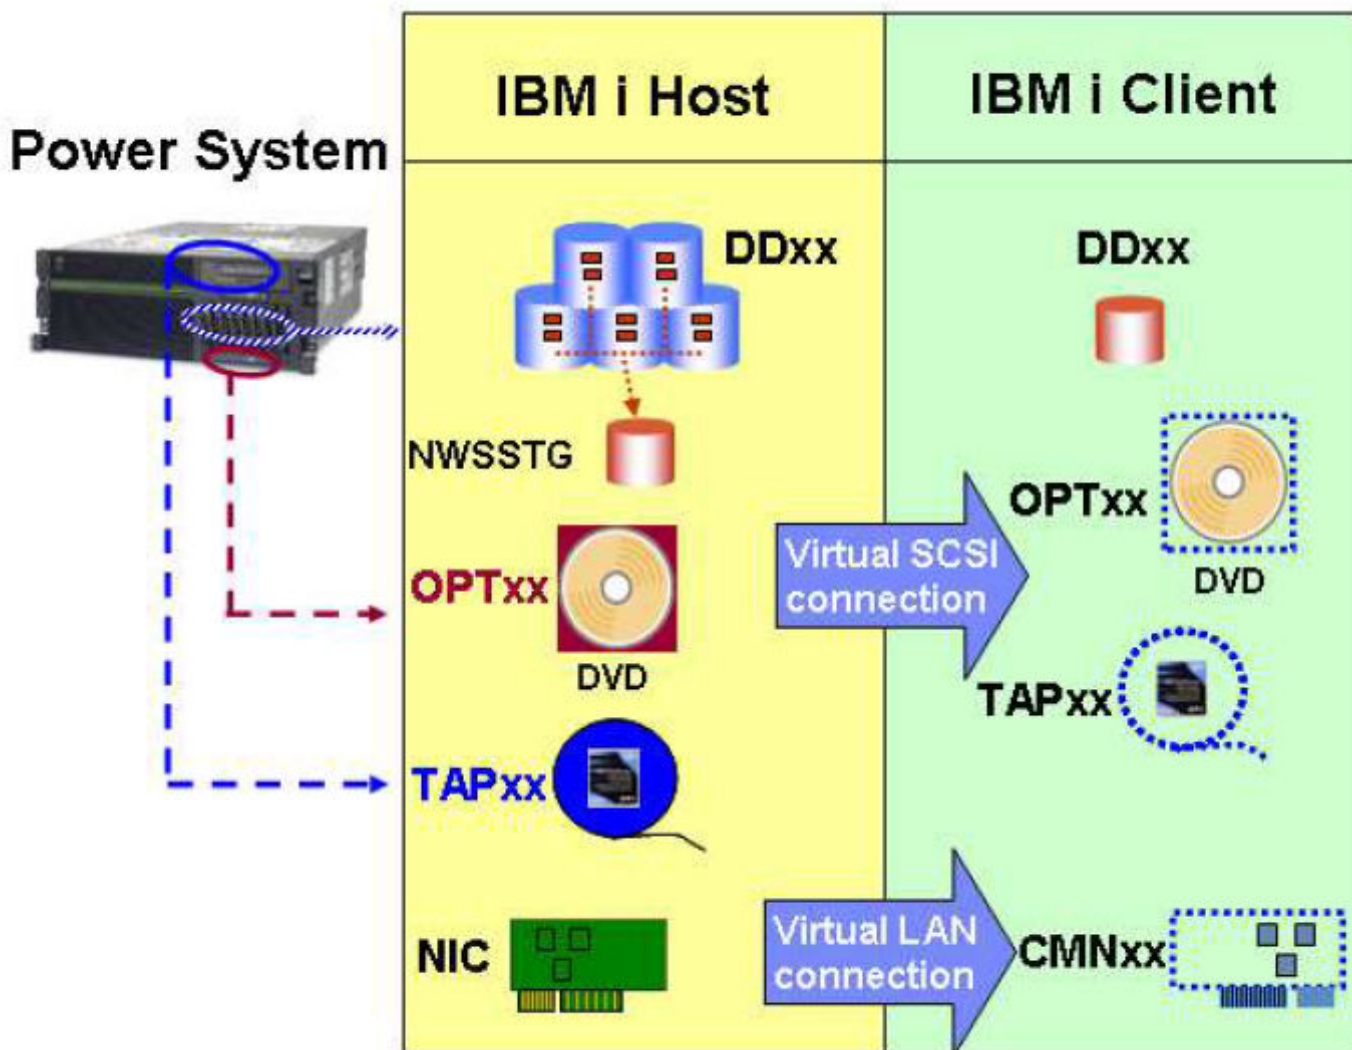 Power System
IBM i Host
IBM i Client
DDxx
NWSSTG
OPTxx
DVD
TAPxx
NIC
Virtual SCSI
connection
Virtual LAN
connection
DDxx
OPTxx
DVD
TAPxx
CMNxx